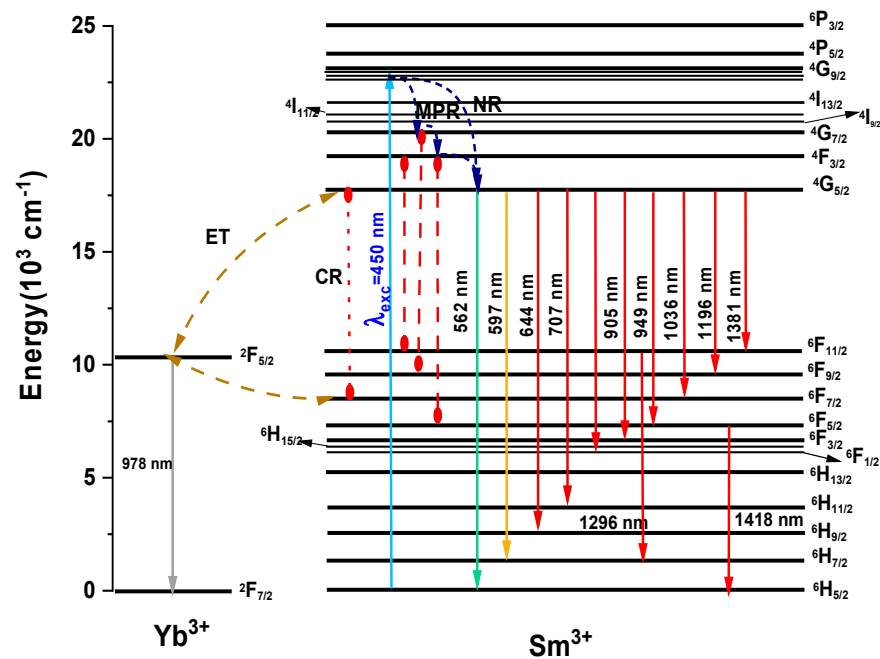 25
20
15
10
5
0
Energy(10³ cm⁻¹)
⁶P₃/₂
⁴P₅/₂
⁴G₉/₂
⁴I₁₃/₂
⁴I₁₁/₂
⁴I₉/₂
⁴G₇/₂
⁴F₃/₂
⁴G₅/₂
MPR
NR
ET
CR
λexc=450 nm
562 nm
597 nm
644 nm
707 nm
905 nm
949 nm
1036 nm
1196 nm
1381 nm
²F₅/₂
⁶F₁₁/₂
⁶F₉/₂
⁶F₇/₂
⁶F₅/₂
⁶H₁₅/₂
⁶F₃/₂
⁶F₁/₂
978 nm
⁶H₁₃/₂
⁶H₁₁/₂
1296 nm
1418 nm
⁶H₉/₂
⁶H₇/₂
²F₇/₂
⁶H₅/₂
Yb³⁺
Sm³⁺